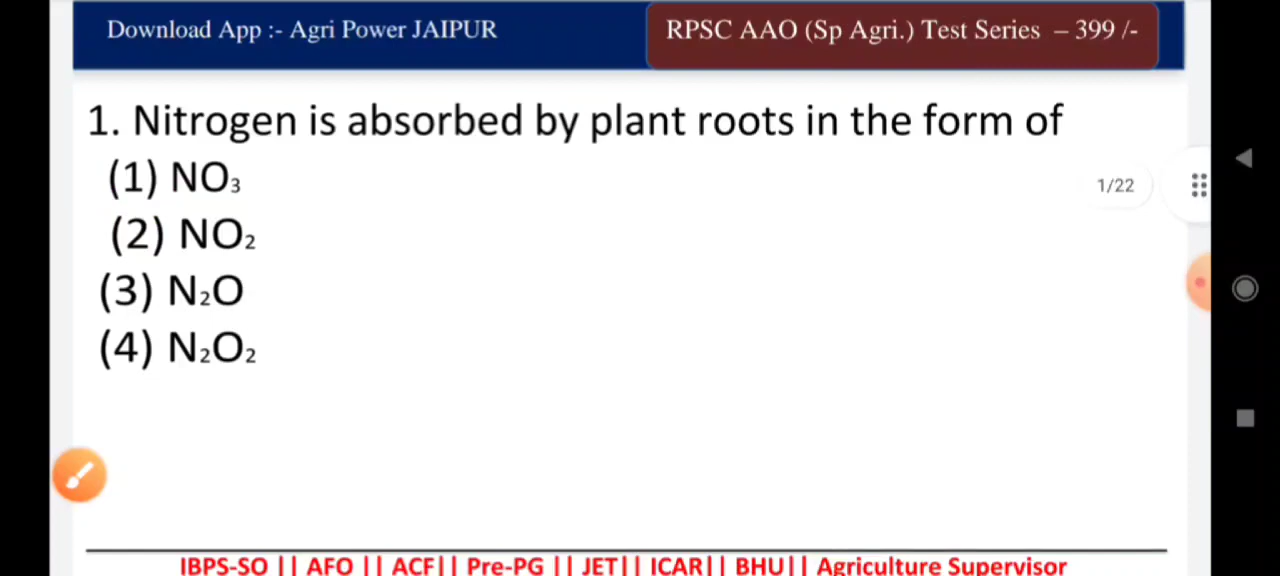 Download App :- Agri Power JAIPUR
RPSC AAO (Sp Agri.) Test Series – 399 /-
1. Nitrogen is absorbed by plant roots in the form of
(1) NO₃
1/22
(2) NO₂
(3) N₂O
(4) N₂O₂
IBPS-SO || AFO || ACF|| Pre-PG || JET|| ICAR|| BHU|| Agriculture Supervisor